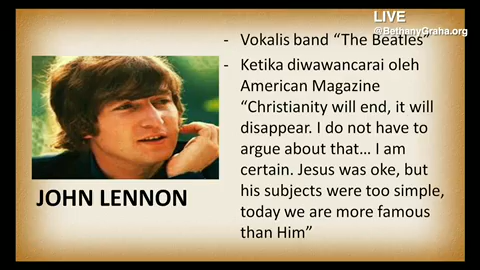 LIVE
@BethanyGraha.org
- Vokalis band “The Beatles”
- Ketika diwawancarai oleh
American Magazine
“Christianity will end, it will
disappear. I do not have to
argue about that… I am
certain. Jesus was oke, but
his subjects were too simple,
today we are more famous
than Him”
JOHN LENNON